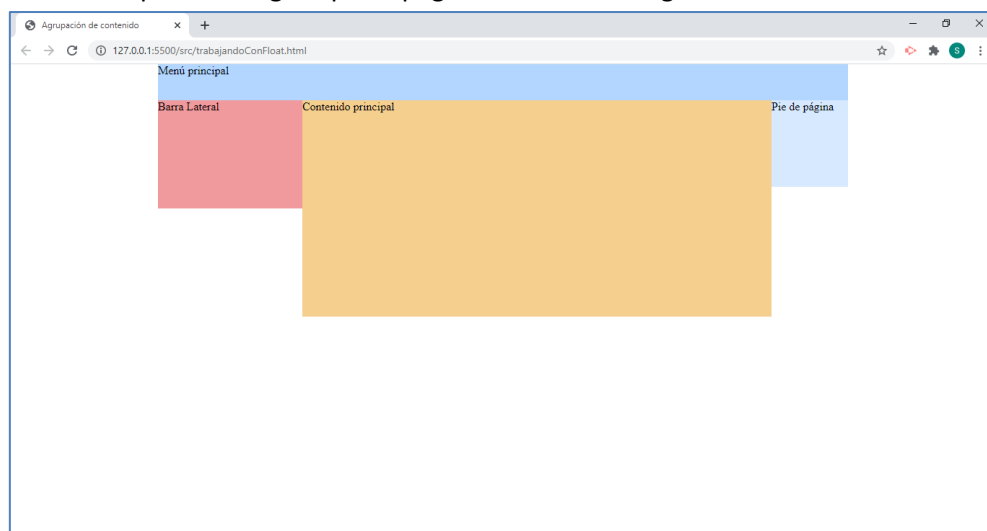 Agrupación de contenido
127.0.0.1:5500/src/trabajandoConFloat.html
S
Menú principal
Barra Lateral
Contenido principal
Pie de página